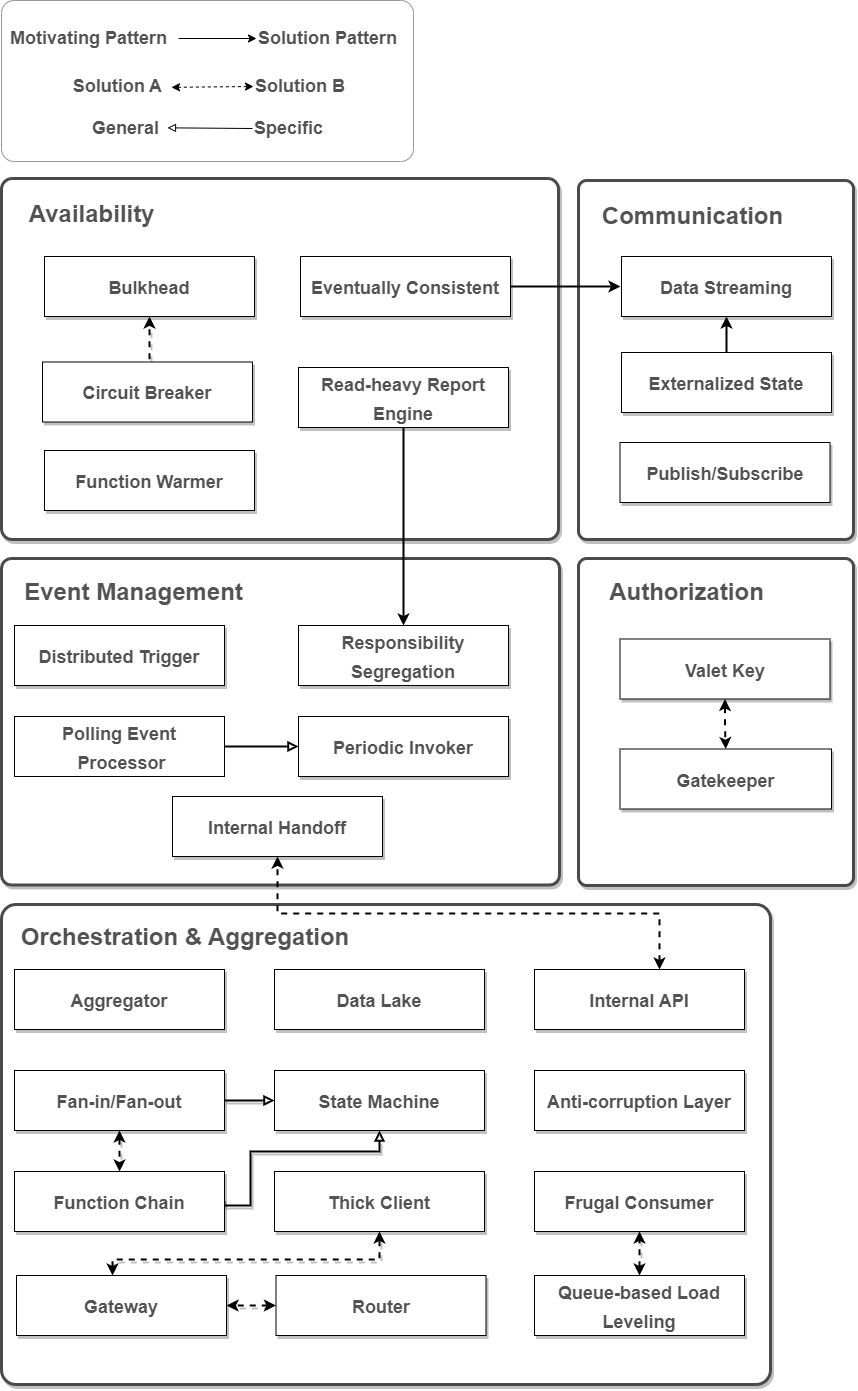 Motivating Pattern
Solution Pattern
Solution A
Solution B
General
Specific
Availability
Bulkhead
Eventually Consistent
Circuit Breaker
Read-heavy Report
Engine
Function Warmer
Communication
Data Streaming
Externalized State
Publish/Subscribe
Event Management
Distributed Trigger
Responsibility
Segregation
Polling Event
Processor
Periodic Invoker
Internal Handoff
Authorization
Valet Key
Gatekeeper
Orchestration & Aggregation
Aggregator
Data Lake
Internal API
Fan-in/Fan-out
State Machine
Anti-corruption Layer
Function Chain
Thick Client
Frugal Consumer
Gateway
Router
Queue-based Load
Leveling